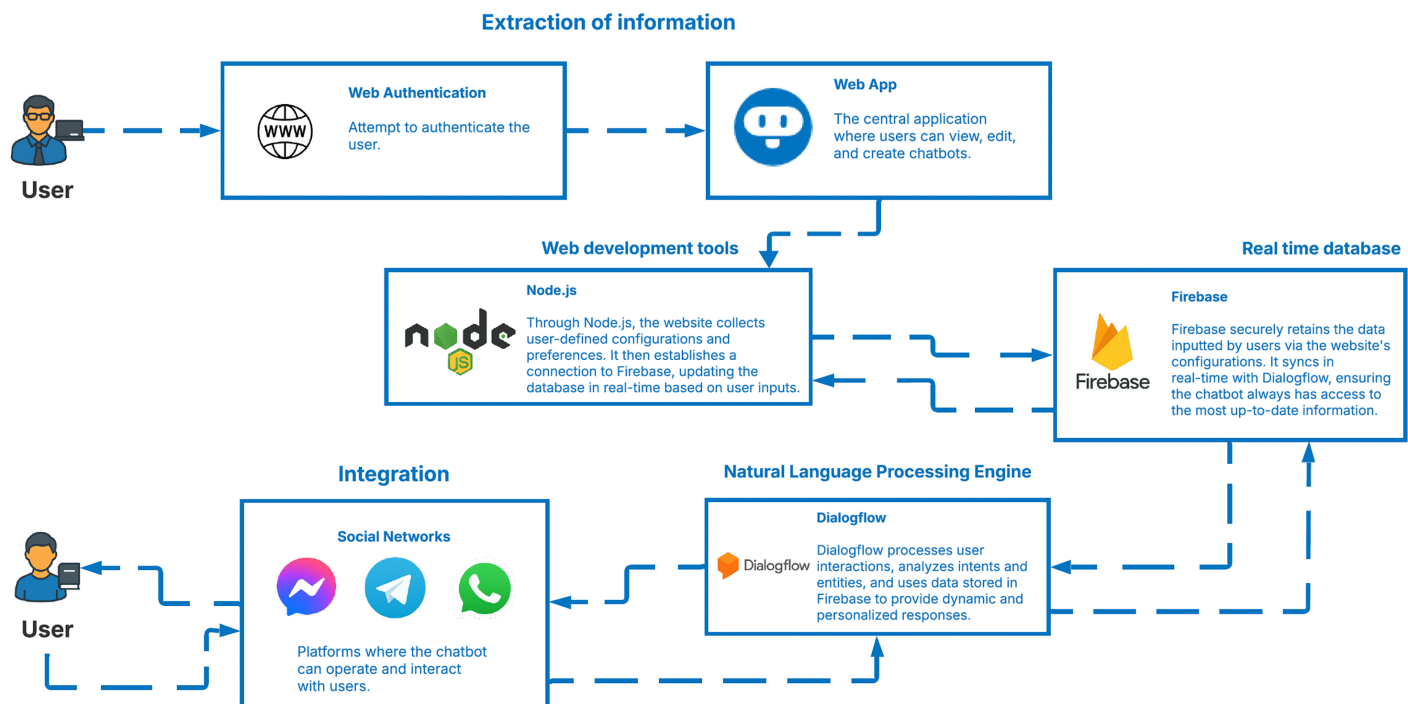 Extraction of information
Web Authentication
Attempt to authenticate the
user.
WWW
User
Web App
The central application
where users can view, edit,
and create chatbots.
Web development tools
node
JS
Node.js
Through Node.js, the website collects
user-defined configurations and
preferences. It then establishes a
connection to Firebase, updating the
database in real-time based on user inputs.
Real time database
Firebase
Firebase
Firebase securely retains the data
inputted by users via the website's
configurations. It syncs in
real-time with Dialogflow, ensuring
the chatbot always has access to
the most up-to-date information.
Integration
Social Networks
Platforms where the chatbot
can operate and interact
with users.
User
Natural Language Processing Engine
Dialogflow
Dialogflow
Dialogflow processes user
interactions, analyzes intents and
entities, and uses data stored in
Firebase to provide dynamic and
personalized responses.